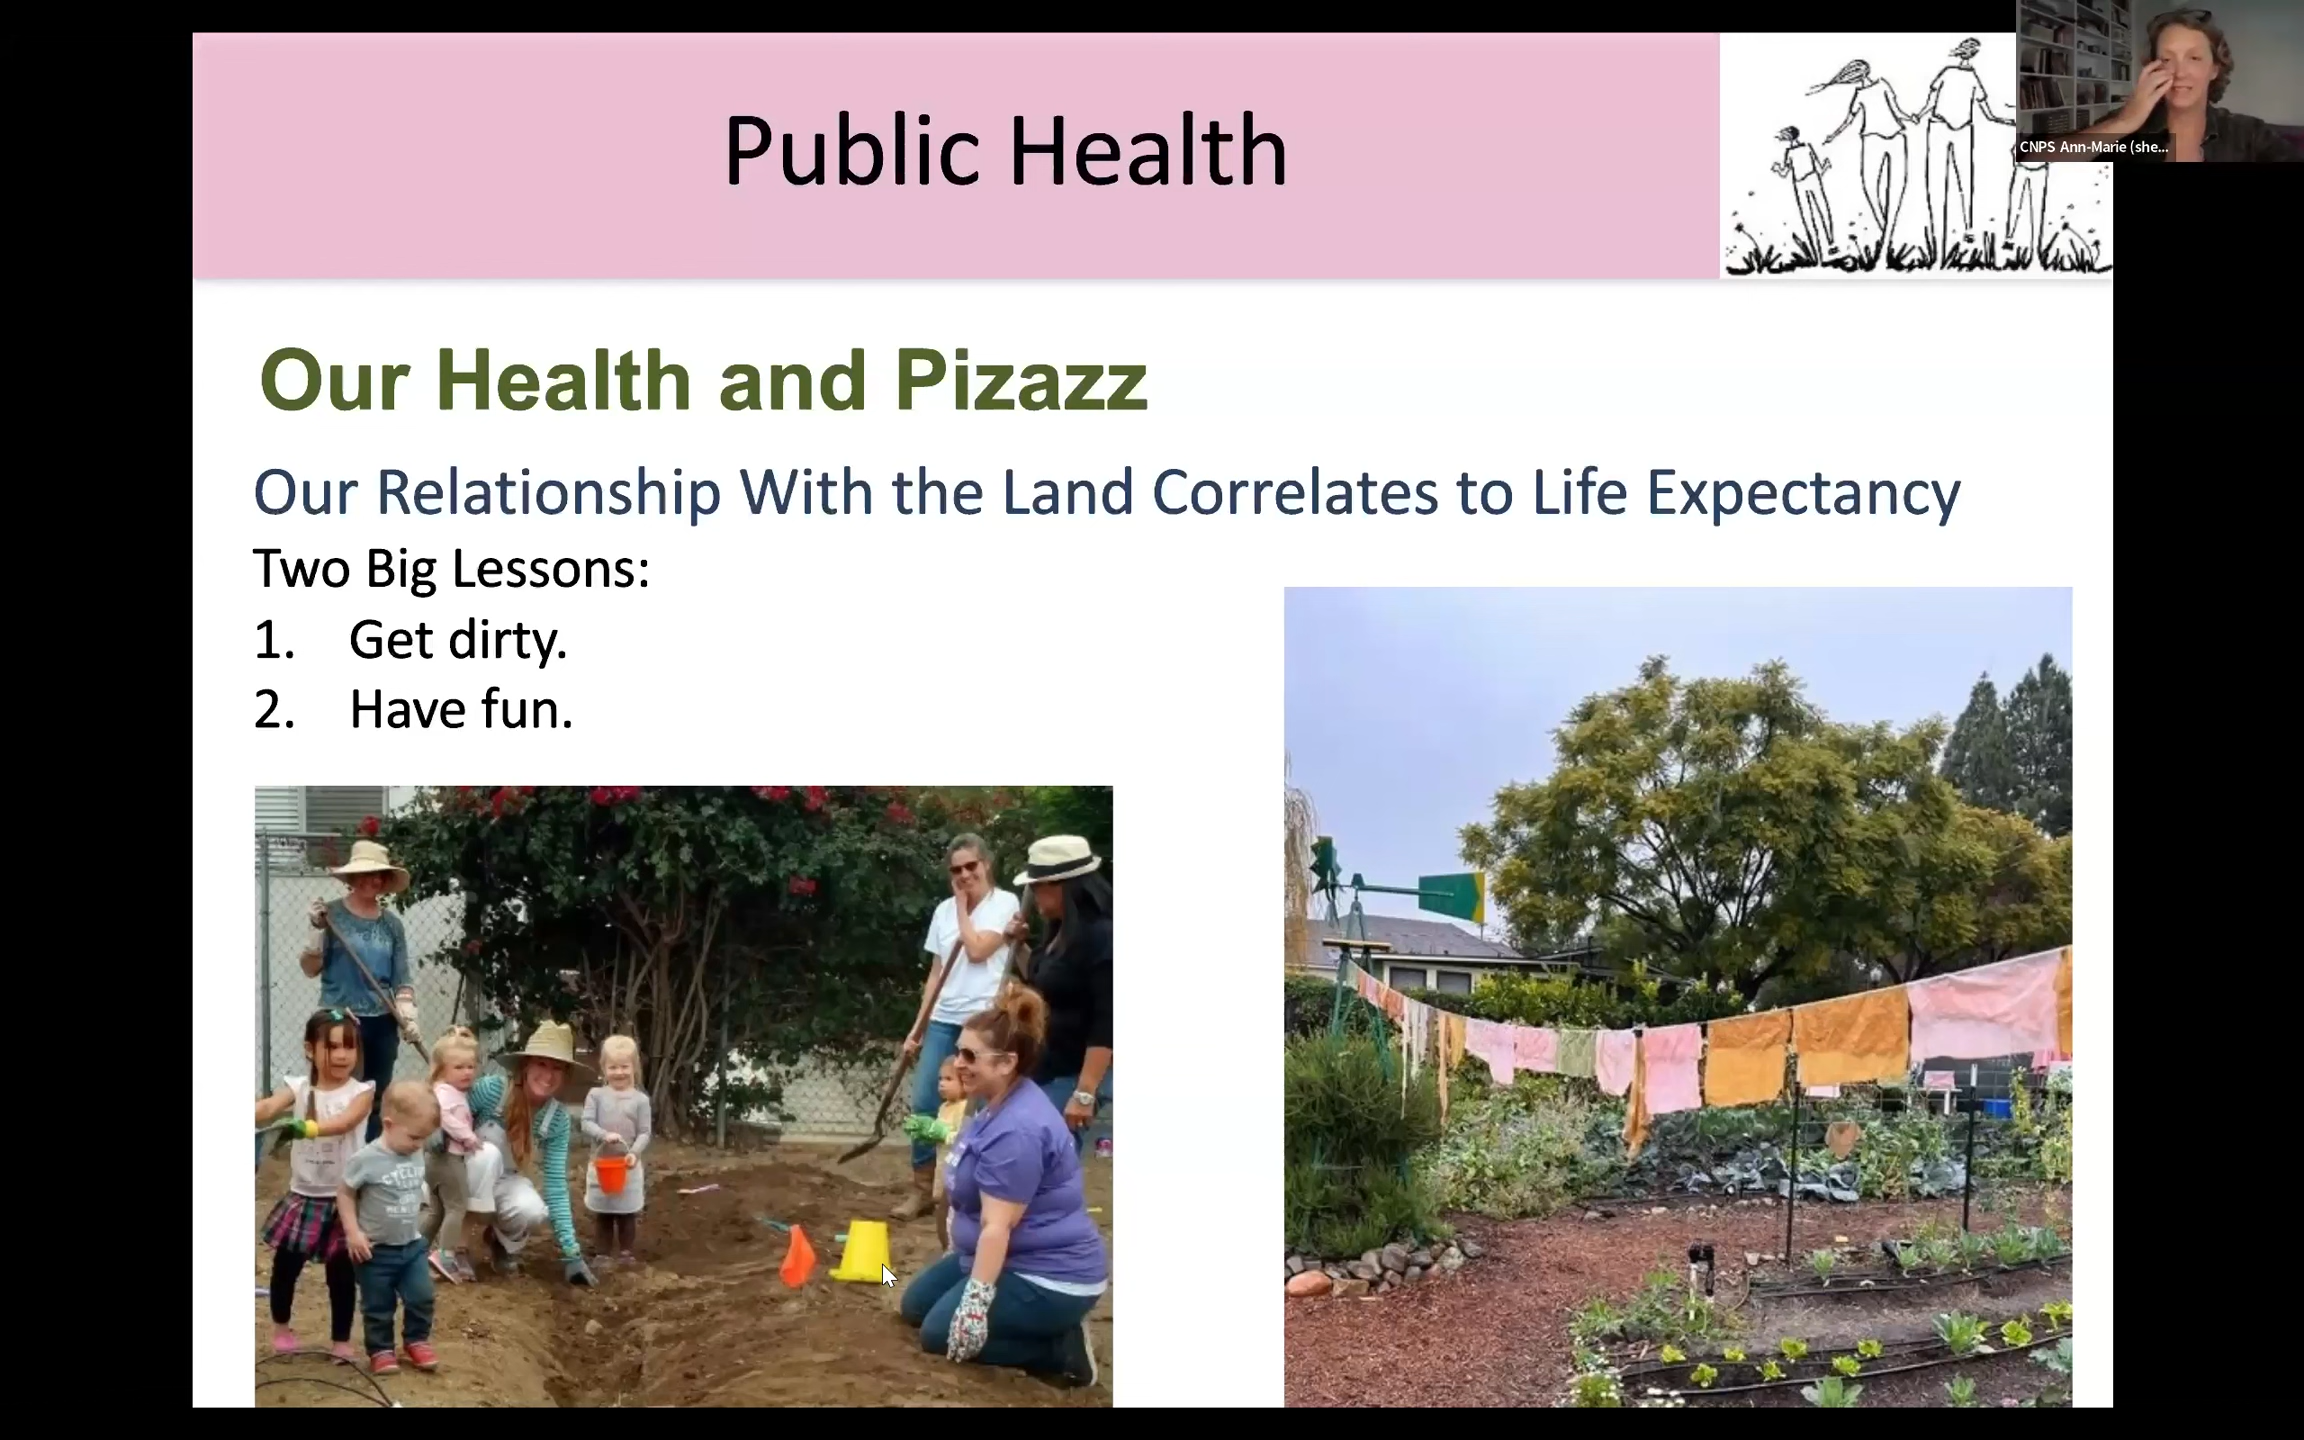 Public Health
CNPS Ann-Marie (she...
Our Health and Pizazz
Our Relationship With the Land Correlates to Life Expectancy
Two Big Lessons:
1. Get dirty.
2. Have fun.